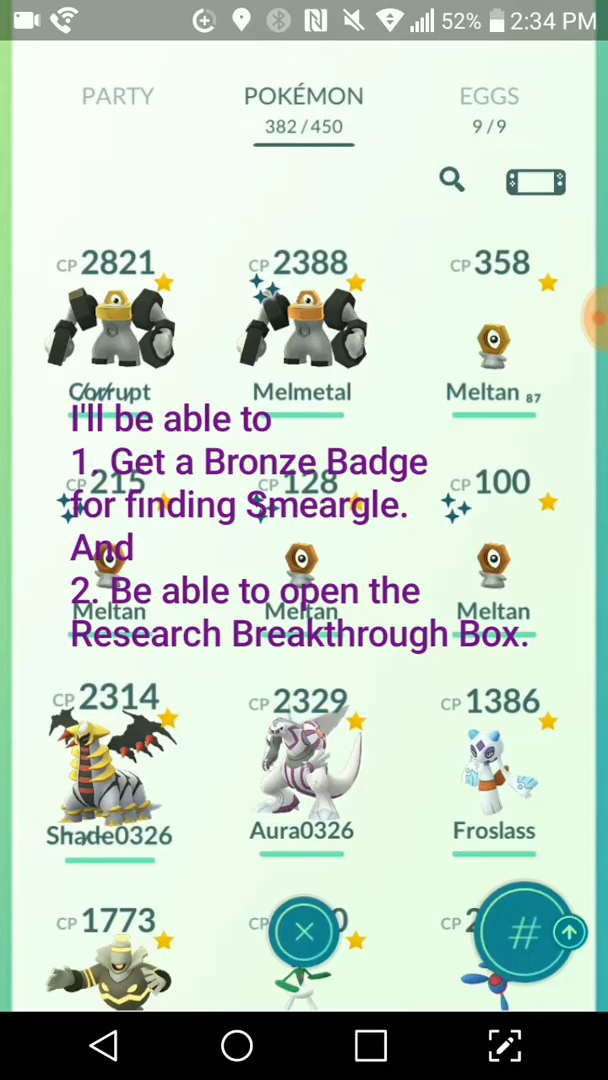 52% 2:34 PM
PARTY POKÉMON EGGS
382 / 450 9 / 9
CP 2821 CP 2388 CP 358
Melmetal Meltan 87
I'll be able to
1. Get a Bronze Badge
CP 215 CP 128 CP 100
for finding Smeargle.
And
2. Be able to open the
Meltan Meltan Meltan
Research Breakthrough Box.
CP 2314 CP 2329 CP 1386
Shade0326 Aura0326 Froslass
CP 1773 CP CP
#